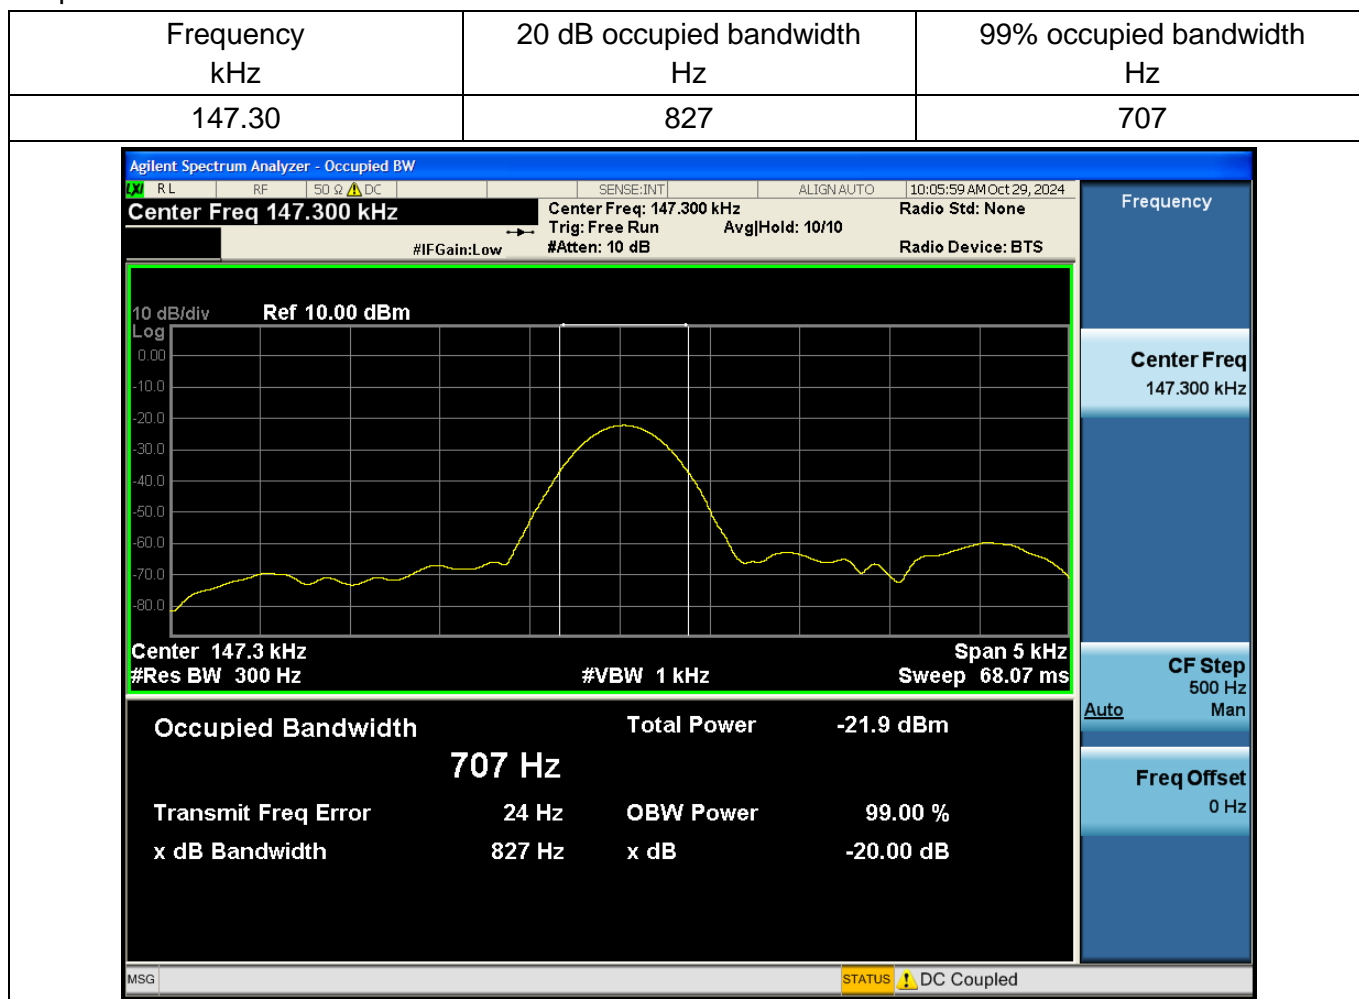 Frequency
kHz
20 dB occupied bandwidth
Hz
99% occupied bandwidth
Hz
147.30
827
707
Agilent Spectrum Analyzer - Occupied BW
LXI RL RF 50 Ω DC SENSE:INT ALIGN AUTO 10:05:59 AM Oct 29, 2024
Center Freq 147.300 kHz
Center Freq: 147.300 kHz
Radio Std: None
Trig: Free Run Avg|Hold: 10/10
#IFGain:Low
#Atten: 10 dB
Radio Device: BTS
10 dB/div Ref 10.00 dBm
Log
0.00
-10.0
-20.0
-30.0
-40.0
-50.0
-60.0
-70.0
-80.0
Center 147.3 kHz Span 5 kHz
#Res BW 300 Hz #VBW 1 kHz Sweep 68.07 ms
Occupied Bandwidth
707 Hz
Total Power -21.9 dBm
Transmit Freq Error 24 Hz OBW Power 99.00 %
x dB Bandwidth 827 Hz x dB -20.00 dB
Frequency
Center Freq
147.300 kHz
CF Step
500 Hz
Auto Man
Freq Offset
0 Hz
MSG STATUS DC Coupled